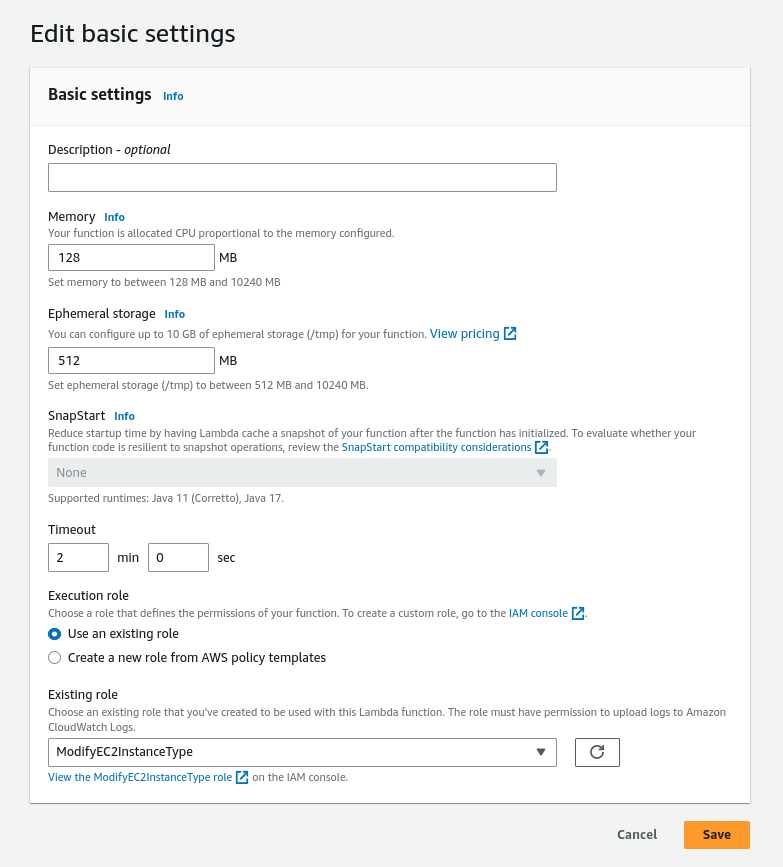 Edit basic settings
Basic settings Info
Description - optional
Memory Info
Your function is allocated CPU proportional to the memory configured.
128 MB
Set memory to between 128 MB and 10240 MB
Ephemeral storage Info
You can configure up to 10 GB of ephemeral storage (/tmp) for your function. View pricing
512 MB
Set ephemeral storage (/tmp) to between 512 MB and 10240 MB.
SnapStart Info
Reduce startup time by having Lambda cache a snapshot of your function after the function has initialized. To evaluate whether your
function code is resilient to snapshot operations, review the SnapStart compatibility considerations.
None
Supported runtimes: Java 11 (Corretto), Java 17.
Timeout
2 min 0 sec
Execution role
Choose a role that defines the permissions of your function. To create a custom role, go to the IAM console.
Use an existing role
Create a new role from AWS policy templates
Existing role
Choose an existing role that you've created to be used with this Lambda function. The role must have permission to upload logs to Amazon
CloudWatch Logs.
ModifyEC2InstanceType
View the ModifyEC2InstanceType role on the IAM console.
Cancel Save